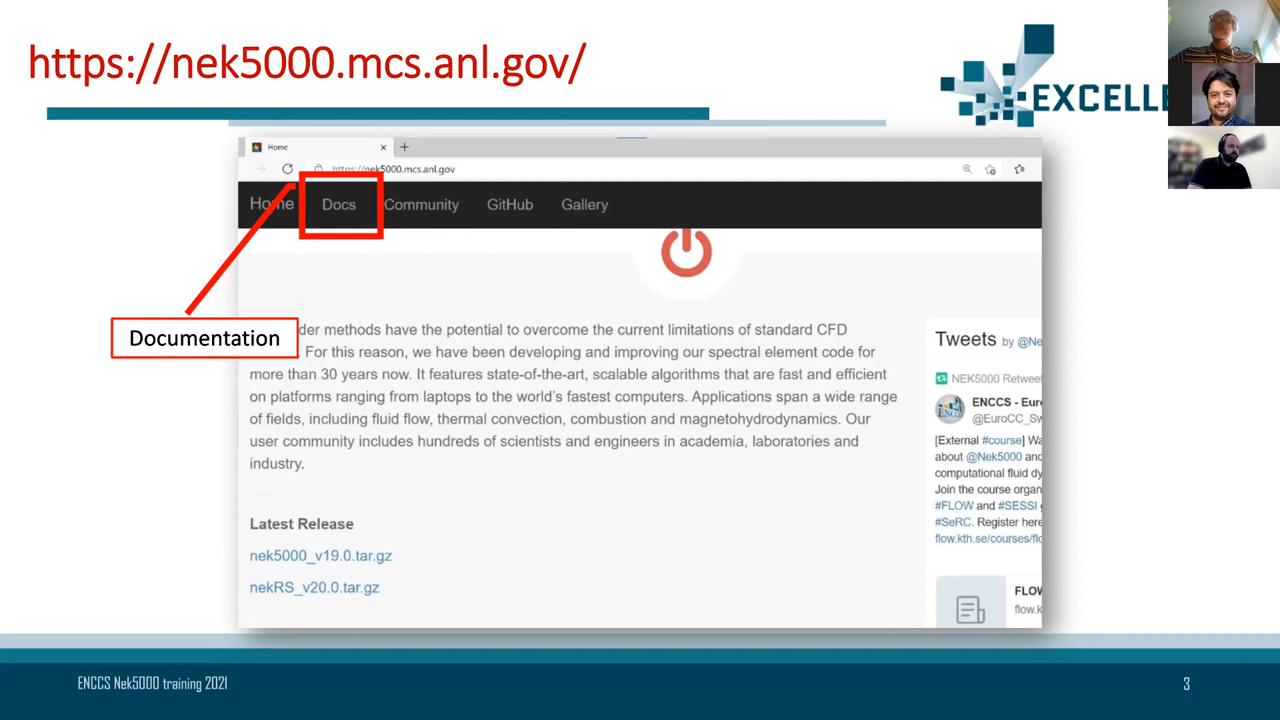 https://nek5000.mcs.anl.gov/
EXCELLE
Home
https://nek5000.mcs.anl.gov
Home Docs Community GitHub Gallery
Documentation
der methods have the potential to overcome the current limitations of standard CFD
For this reason, we have been developing and improving our spectral element code for
more than 30 years now. It features state-of-the-art, scalable algorithms that are fast and efficient
on platforms ranging from laptops to the world's fastest computers. Applications span a wide range
of fields, including fluid flow, thermal convection, combustion and magnetohydrodynamics. Our
user community includes hundreds of scientists and engineers in academia, laboratories and
industry.
Latest Release
nek5000_v19.0.tar.gz
nekRS_v20.0.tar.gz
Tweets by @Ne
NEK5000 Retweete
ENCCS
ENCCS - Eur
@EuroCC_Sw
[External #course] Wa
about @Nek5000 and
computational fluid dy
Join the course organ
#FLOW and #SESSI
#SeRC. Register here
flow.kth.se/courses/flo
FLOW
flow.k
ENCCS Nek5000 training 2021
3